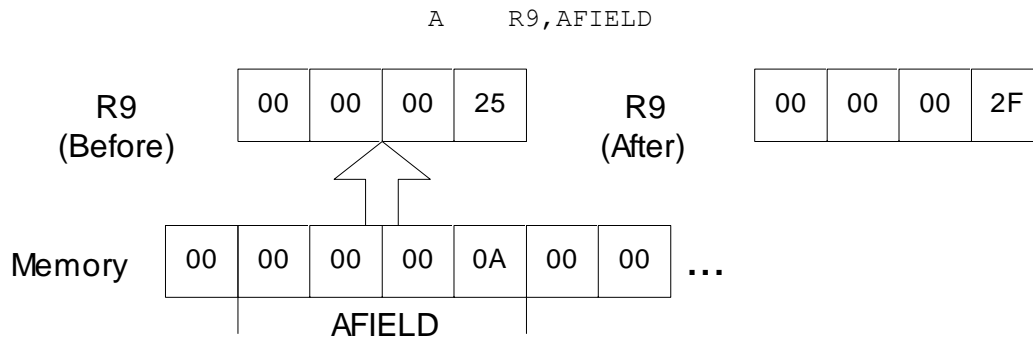 A R9,AFIELD
R9 (Before) 00 00 00 25 R9 (After) 00 00 00 2F
Memory 00 00 00 00 0A 00 00 ...
AFIELD